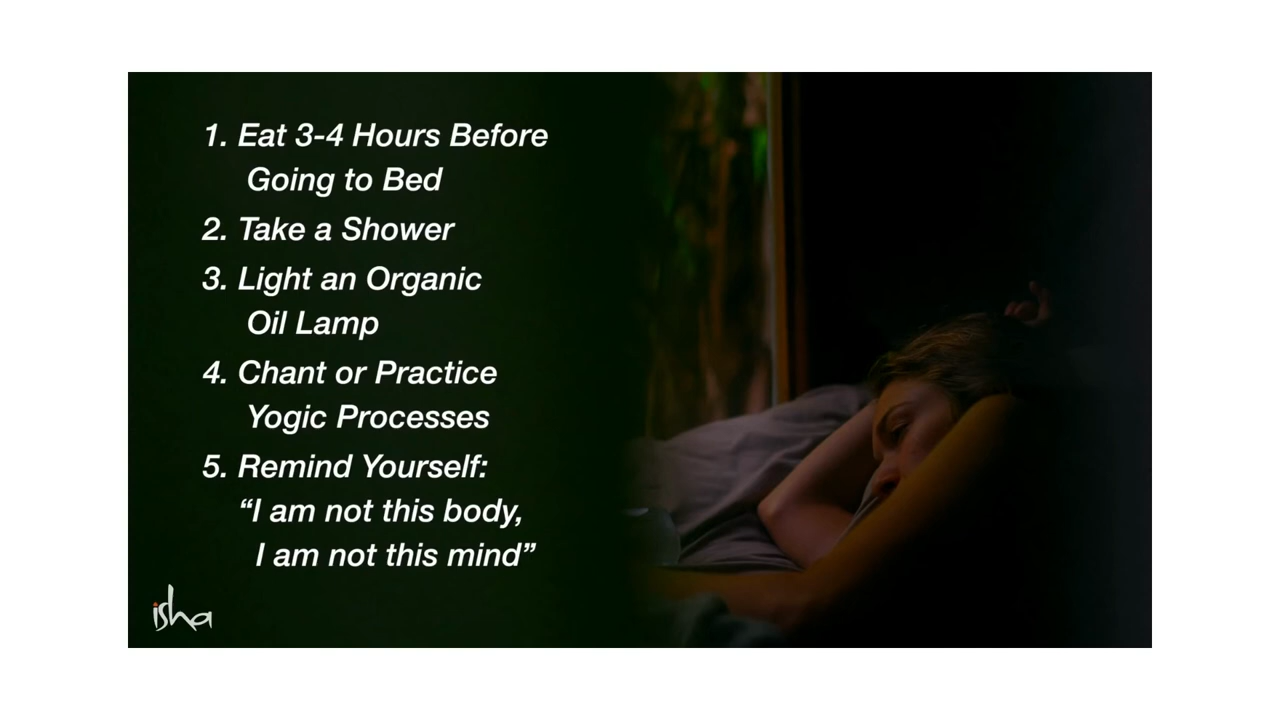 1. Eat 3-4 Hours Before
Going to Bed
2. Take a Shower
3. Light an Organic
Oil Lamp
4. Chant or Practice
Yogic Processes
5. Remind Yourself:
“I am not this body,
I am not this mind”
isha